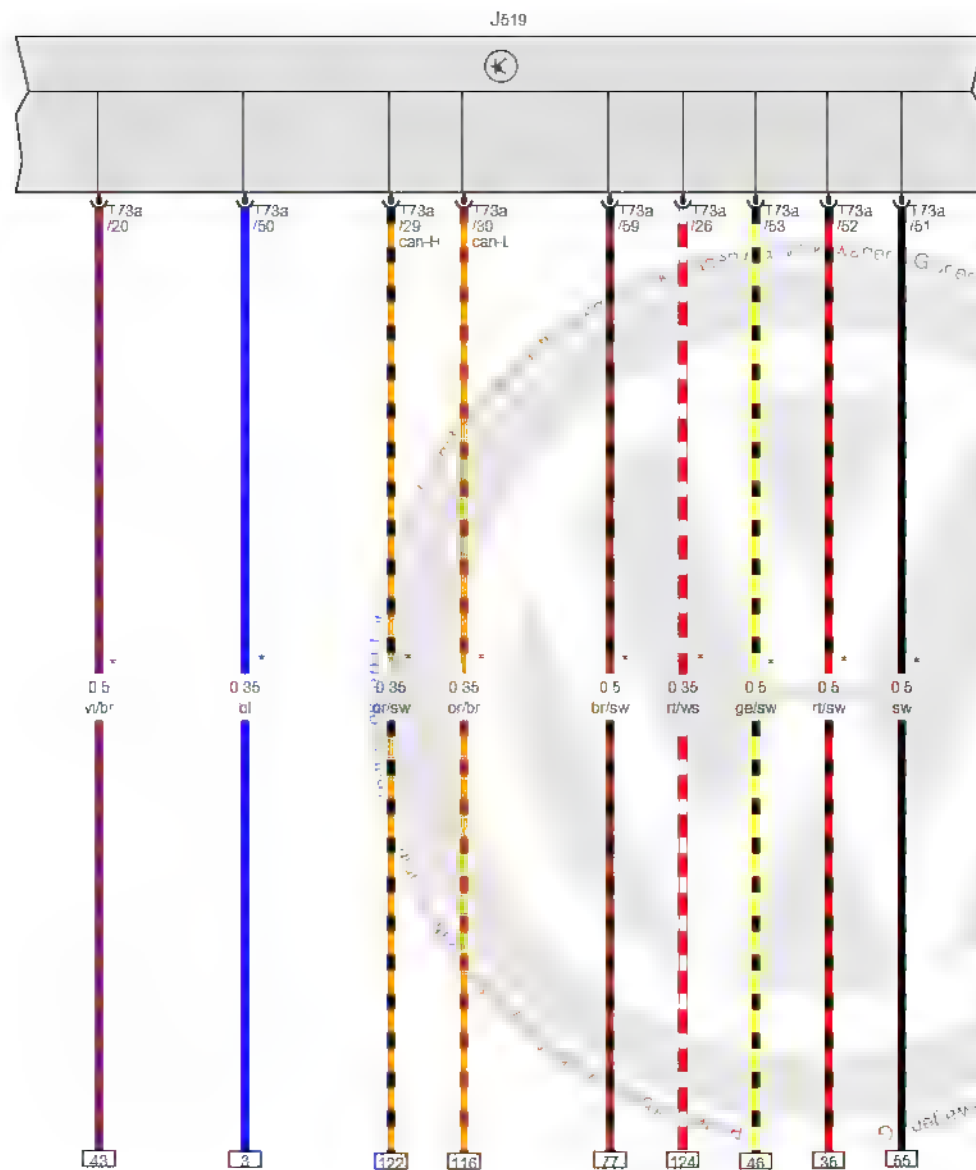 J519
T73a T73a T73a T73a T73a T73a T73a T73a T73a
/20 /50 /29 /30 /59 /26 /53 /52 /51
can-H can-L
* * * * * * * * *
0.5 0.35 0.35 0.35 0.5 0.35 0.5 0.5 0.5
vi/br bl or/sw or/br br/sw rt/ws ge/sw rt/sw sw
43 3 122 116 77 124 46 36 55